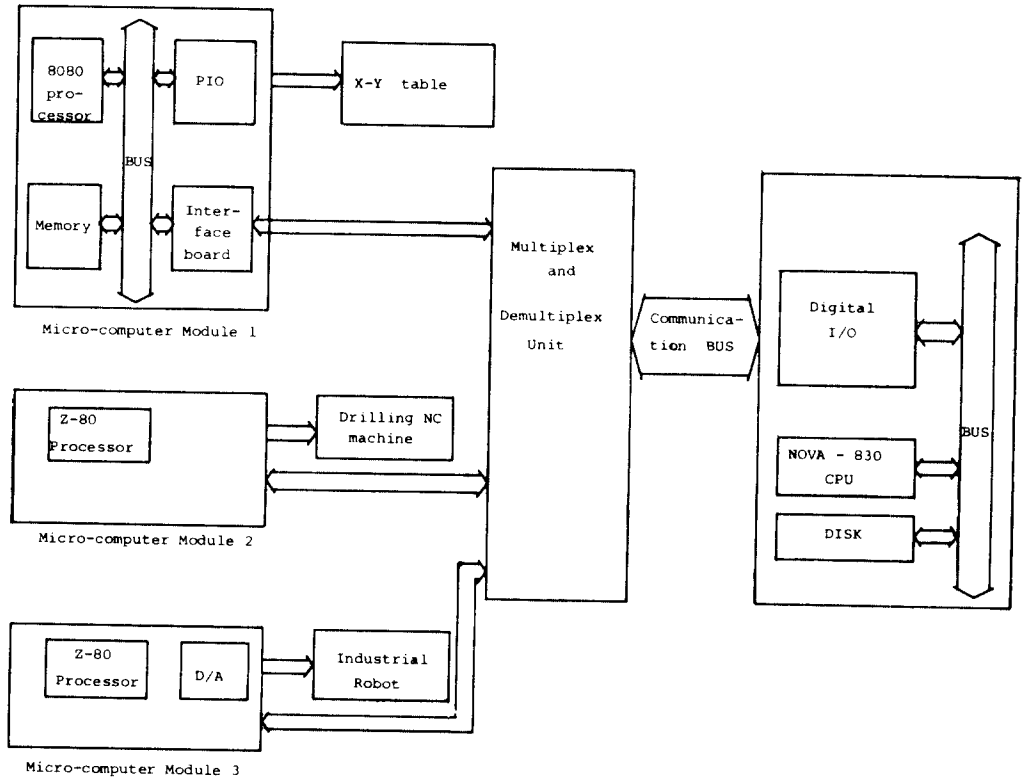 8080
pro-
cessor
PIO
BUS
Memory
Inter-
face
board
Micro-computer Module 1
X-Y table
Z-80
Processor
Micro-computer Module 2
Drilling NC
machine
Z-80
Processor
D/A
Micro-computer Module 3
Industrial
Robot
Multiplex
and
Demultiplex
Unit
Communica-
tion BUS
Digital
I/O
BUS
NOVA - 830
CPU
DISK